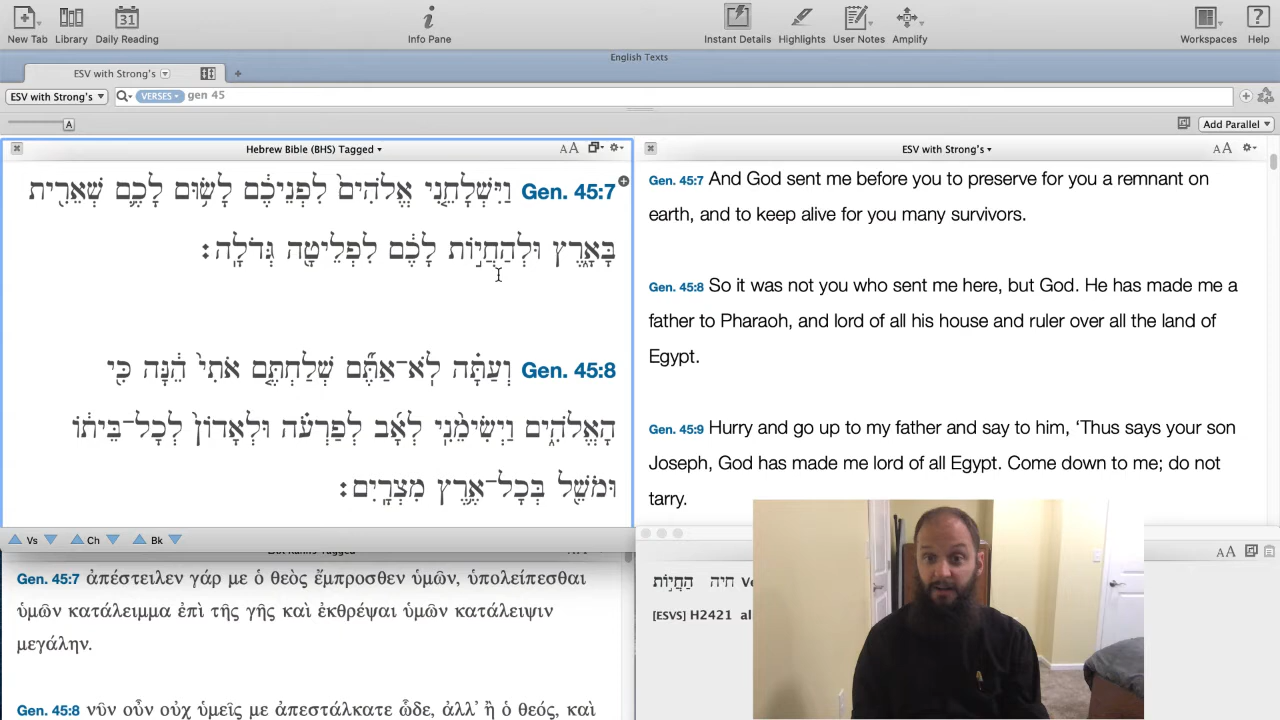 New Tab Library Daily Reading Info Pane Instant Details Highlights User Notes Amplify Workspaces Help
31
English Texts
ESV with Strong's
ESV with Strong's VERSES gen 45
A Add Parallel
Hebrew Bible (BHS) Tagged
Gen. 45:7 וַיִּשְׁלָחֵ֤נִי אֱלֹהִים֙ לִפְנֵיכֶ֔ם לָשׂ֥וּם לָכֶ֛ם שְׁאֵרִ֖ית
בָּאָ֑רֶץ וּלְהַחֲי֣וֹת לָכֶ֔ם לִפְלֵיטָ֖ה גְּדֹלָֽה׃
Gen. 45:8 וְעַתָּ֗ה לֹֽא־אַתֶּ֞ם שְׁלַחְתֶּ֤ם אֹתִי֙ הֵ֔נָּה כִּ֖י
הָאֱלֹהִ֑ים וַיְשִׂימֵ֨נִֽי לְאָ֜ב לְפַרְעֹ֗ה וּלְאָדוֹן֙ לְכָל־בֵּית֔וֹ
וּמֹשֵׁ֖ל בְּכָל־אֶ֥רֶץ מִצְרָֽיִם׃
Vs Ch Bk
Gen. 45:7 ἀπέστειλεν γάρ με ὁ θεὸς ἔμπροσθεν ὑμῶν, ὑπολείπεσθαι
ὑμῶν κατάλειμμα ἐπὶ τῆς γῆς καὶ ἐκθρέψαι ὑμῶν κατάλειψιν
μεγάλην.
Gen. 45:8 νῦν οὖν οὐχ ὑμεῖς με ἀπεστάλκατε ὧδε, ἀλλ’ ἢ ὁ θεός, καὶ
ESV with Strong's
Gen. 45:7 And God sent me before you to preserve for you a remnant on
earth, and to keep alive for you many survivors.
Gen. 45:8 So it was not you who sent me here, but God. He has made me a
father to Pharaoh, and lord of all his house and ruler over all the land of
Egypt.
Gen. 45:9 Hurry and go up to my father and say to him, ‘Thus says your son
Joseph, God has made me lord of all Egypt. Come down to me; do not
tarry.
הַחֲי֣וֹת חיה
[ESVS] H2421